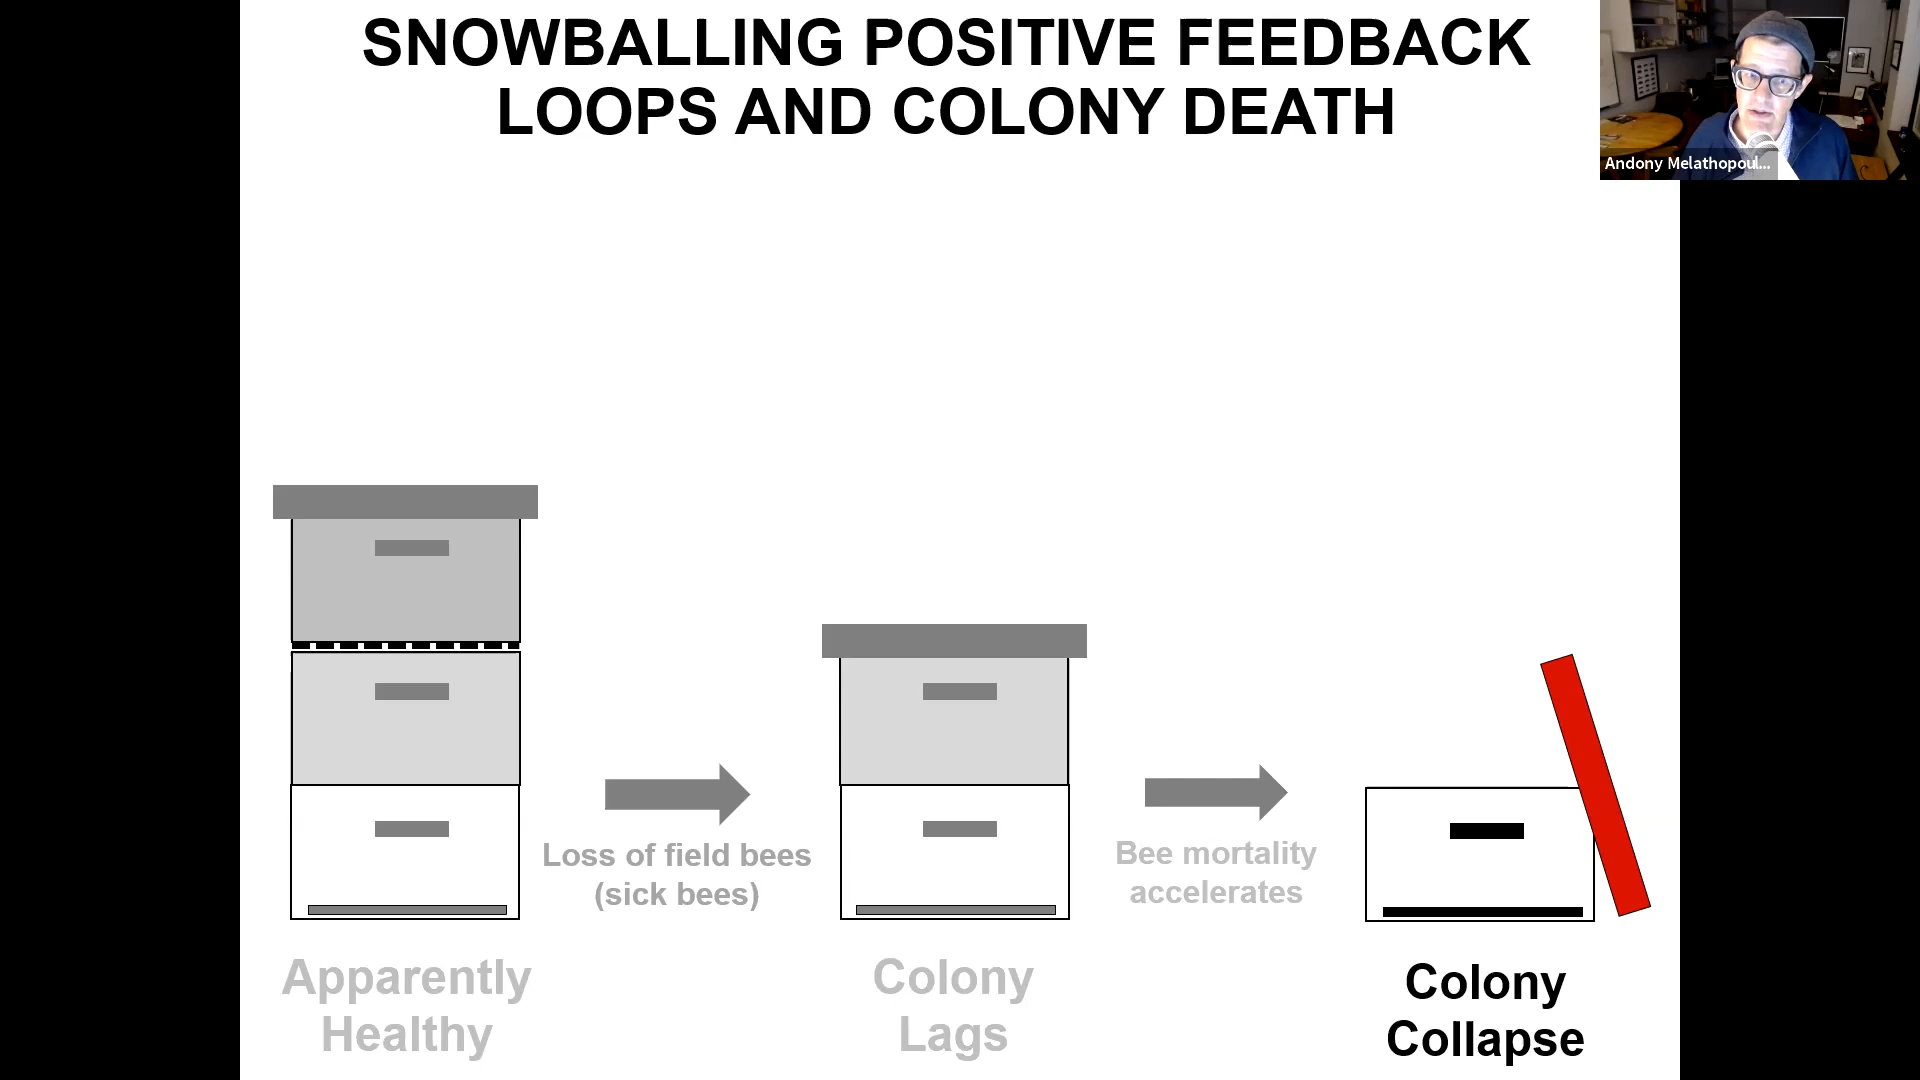 SNOWBALLING POSITIVE FEEDBACK
LOOPS AND COLONY DEATH
Andony Melathopoul...
Loss of field bees
(sick bees)
Bee mortality
accelerates
Apparently
Healthy
Colony
Lags
Colony
Collapse